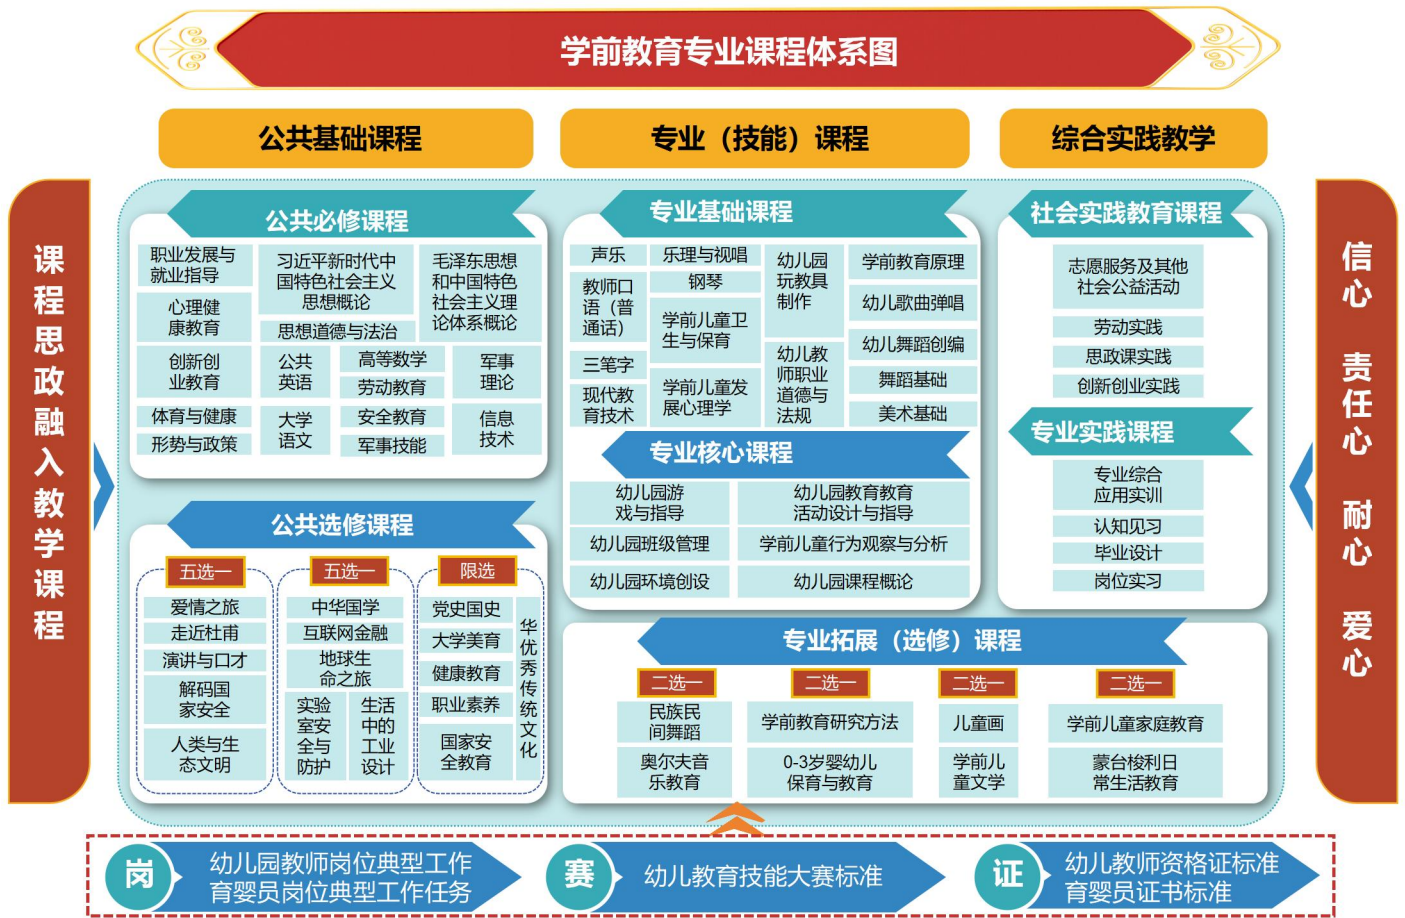 学前教育专业课程体系图
公共基础课程
专业（技能）课程
综合实践教学
课程思政融入教学课程
公共必修课程
职业发展与
就业指导
心理健
康教育
创新创
业教育
体育与健康
形势与政策
习近平新时代中
国特色社会主义
思想概论
思想道德与法治
毛泽东思想
和中国特色
社会主义理
论体系概论
公共
英语
大学
语文
高等数学
劳动教育
安全教育
军事技能
军事
理论
信息
技术
公共选修课程
五选一
爱情之旅
走近杜甫
演讲与口才
解码国
家安全
人类与生
态文明
五选一
中华国学
互联网金融
地球生
命之旅
实验
室安
全与
防护
生活
中的
工业
设计
限选
党史国史
大学美育
健康教育
职业素养
国家安
全教育
华优秀传统文化
专业基础课程
声乐
教师口
语（普
通话）
三笔字
现代教
育技术
乐理与视唱
钢琴
学前儿童卫
生与保育
学前儿童发
展心理学
幼儿园
玩教具
制作
幼儿教
师职业
道德与
法规
学前教育原理
幼儿歌曲弹唱
幼儿舞蹈创编
舞蹈基础
美术基础
专业核心课程
幼儿园游
戏与指导
幼儿园教育教育
活动设计与指导
幼儿园班级管理
学前儿童行为观察与分析
幼儿园环境创设
幼儿园课程概论
专业拓展（选修）课程
二选一
民族民
间舞蹈
奥尔夫音
乐教育
二选一
学前教育研究方法
0-3岁婴幼儿
保育与教育
二选一
儿童画
学前儿
童文学
二选一
学前儿童家庭教育
蒙台梭利日
常生活教育
社会实践教育课程
志愿服务及其他
社会公益活动
劳动实践
思政课实践
创新创业实践
专业实践课程
专业综合
应用实训
认知见习
毕业设计
岗位实习
信心 责任心 耐心 爱心
岗
幼儿园教师岗位典型工作
育婴员岗位典型工作任务
赛
幼儿教育技能大赛标准
证
幼儿教师资格证标准
育婴员证书标准